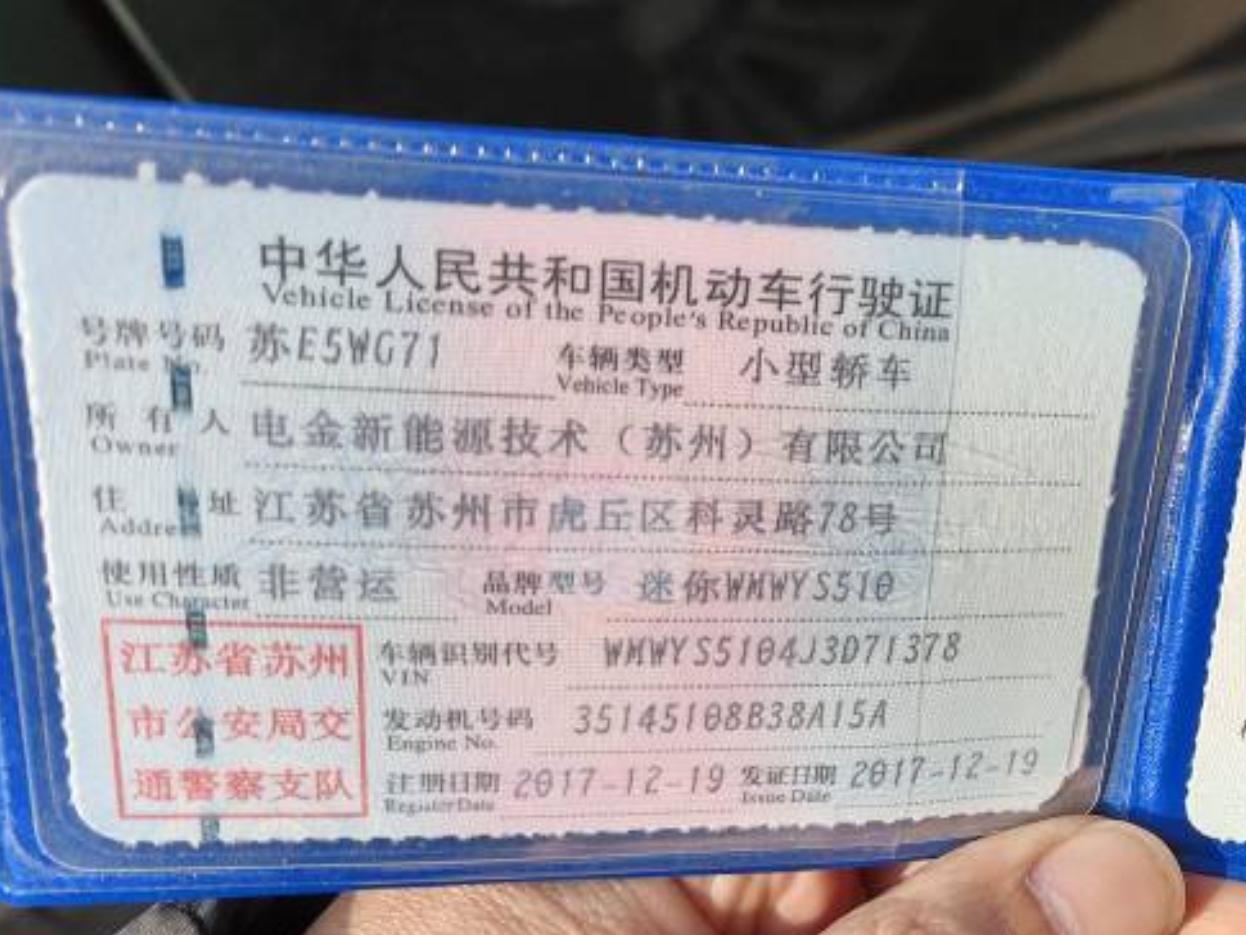 中华人民共和国机动车行驶证
Vehicle License of the People's Republic of China
号牌号码 苏E5WG71 车辆类型 小型轿车
Plate No. Vehicle Type
所有人 电金新能源技术（苏州）有限公司
Owner
住址 江苏省苏州市虎丘区科灵路78号
Address
使用性质 非营运 品牌型号 迷你WMWYS510
Use Character Model
江苏省苏州 车辆识别代号 WMWYS5104J3D71378
VIN
市公安局交 发动机号码 35145108B38A15A
Engine No.
通警察支队 注册日期 2017-12-19 发证日期 2017-12-19
Register Date Issue Date